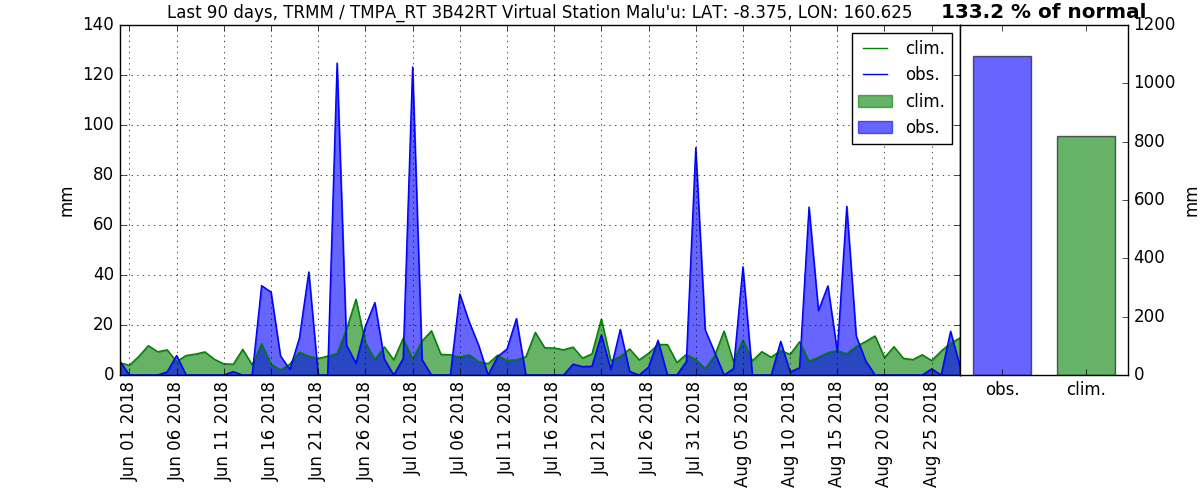 Last 90 days, TRMM / TMPA_RT 3B42RT Virtual Station Malu'u: LAT: -8.375, LON: 160.625
133.2 % of normal
140
120
100
80
60
40
20
0
mm
clim.
obs.
clim.
obs.
Jun 01 2018
Jun 06 2018
Jun 11 2018
Jun 16 2018
Jun 21 2018
Jun 26 2018
Jul 01 2018
Jul 06 2018
Jul 11 2018
Jul 16 2018
Jul 21 2018
Jul 26 2018
Jul 31 2018
Aug 05 2018
Aug 10 2018
Aug 15 2018
Aug 20 2018
Aug 25 2018
1200
1000
800
600
400
200
0
mm
obs.
clim.